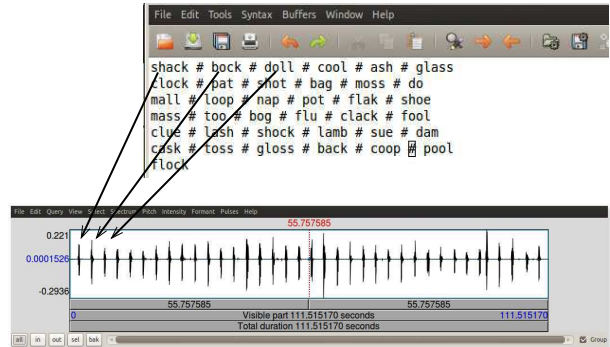 File Edit Tools Syntax Buffers Window Help
shack # bock # doll # cool # ash # glass
clock # pat # shot # bag # moss # do
mall # loop # nap # pot # flak # shoe
mass # too # bog # flu # clack # fool
clue # lash # shock # lamb # sue # dam
cask # toss # gloss # back # coop # pool
flock
File Edit Query View Select Spectrum Pitch Intensity Formant Pulses Help
55.757585
0.221
0.0001526
-0.2936
55.757585 55.757585
0 Visible part 111.515170 seconds 111.515170
Total duration 111.515170 seconds
all in out sel bak Group